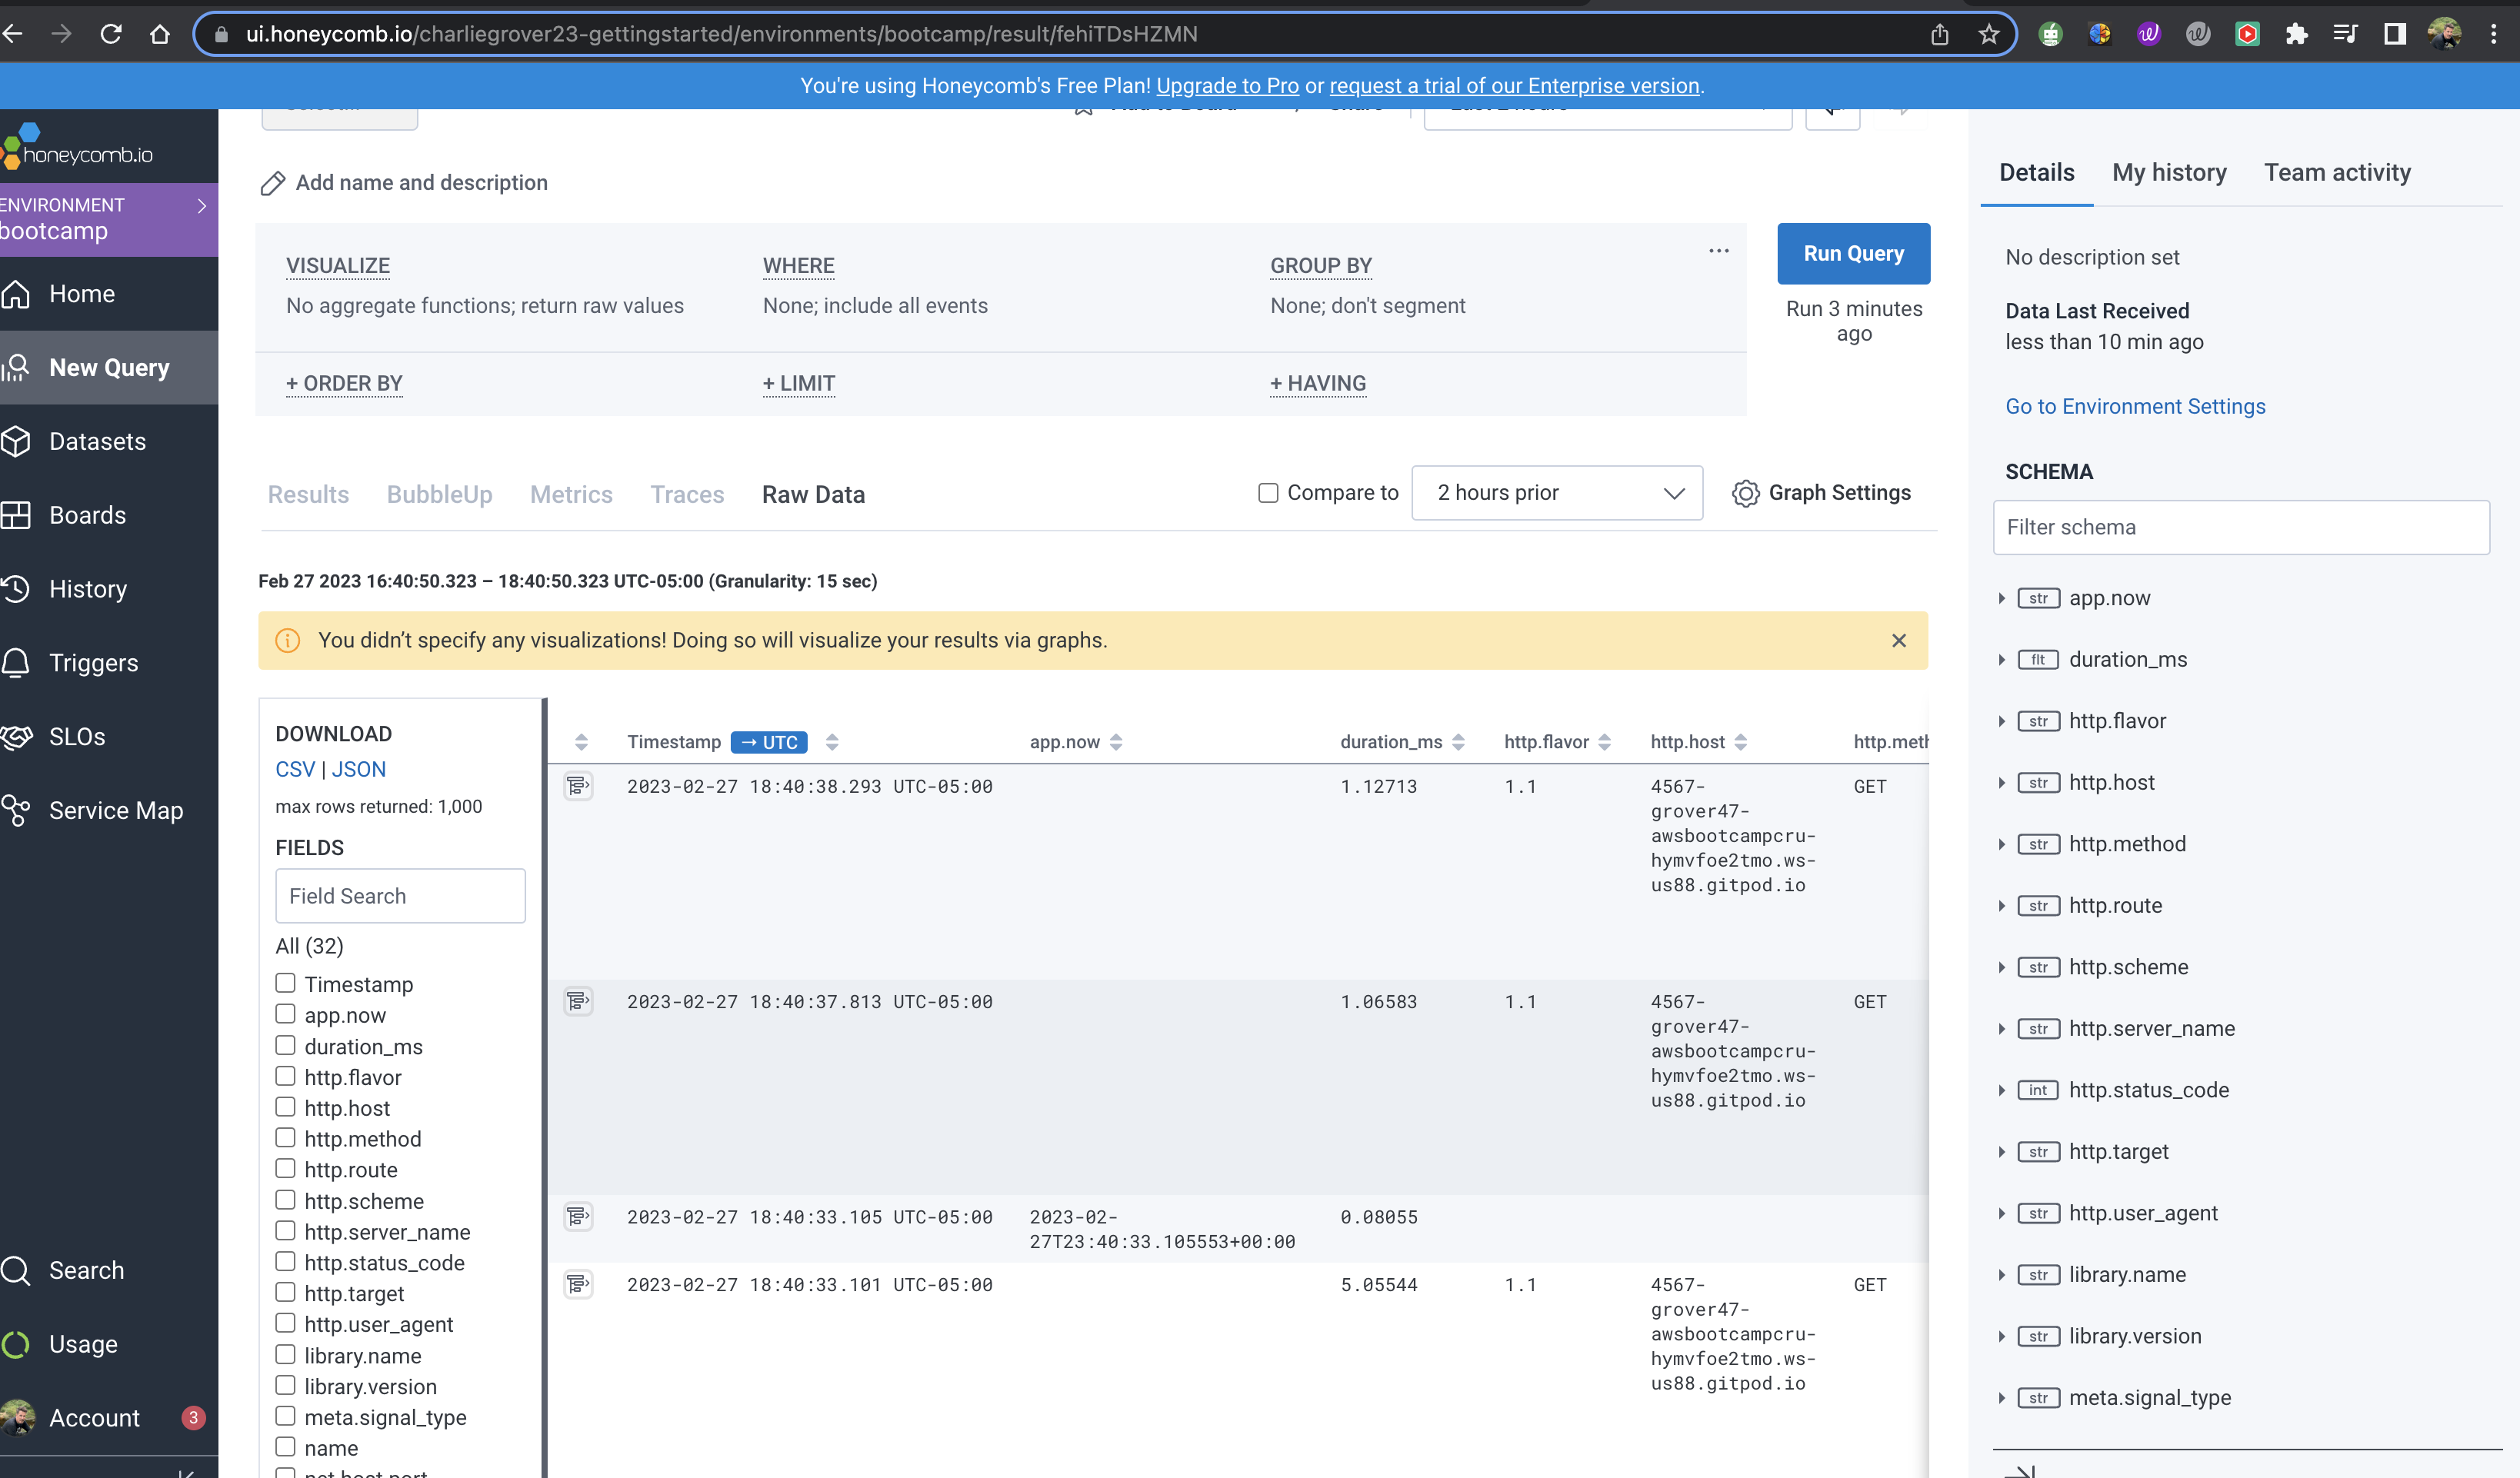 ui.honeycomb.io/charliegrover23-gettingstarted/environments/bootcamp/result/fehiTDsHZMN
You're using Honeycomb's Free Plan! Upgrade to Pro or request a trial of our Enterprise version.
honeycomb.io
ENVIRONMENT
bootcamp
Home
New Query
Datasets
Boards
History
Triggers
SLOs
Service Map
Search
Usage
Account 3
Add name and description
VISUALIZE
No aggregate functions; return raw values
WHERE
None; include all events
GROUP BY
None; don't segment
+ ORDER BY
+ LIMIT
+ HAVING
Run Query
Run 3 minutes
ago
Results BubbleUp Metrics Traces Raw Data
Compare to 2 hours prior Graph Settings
Feb 27 2023 16:40:50.323 – 18:40:50.323 UTC-05:00 (Granularity: 15 sec)
You didn’t specify any visualizations! Doing so will visualize your results via graphs.
DOWNLOAD
CSV | JSON
max rows returned: 1,000
FIELDS
Field Search
All (32)
Timestamp
app.now
duration_ms
http.flavor
http.host
http.method
http.route
http.scheme
http.server_name
http.status_code
http.target
http.user_agent
library.name
library.version
meta.signal_type
name
Timestamp → UTC app.now duration_ms http.flavor http.host http.meth
2023-02-27 18:40:38.293 UTC-05:00 1.12713 1.1 4567- GET
grover47-
awsbootcampcru-
hymvfoe2tmo.ws-
us88.gitpod.io
2023-02-27 18:40:37.813 UTC-05:00 1.06583 1.1 4567- GET
grover47-
awsbootcampcru-
hymvfoe2tmo.ws-
us88.gitpod.io
2023-02-27 18:40:33.105 UTC-05:00 2023-02- 0.08055
27T23:40:33.105553+00:00
2023-02-27 18:40:33.101 UTC-05:00 5.05544 1.1 4567- GET
grover47-
awsbootcampcru-
hymvfoe2tmo.ws-
us88.gitpod.io
Details My history Team activity
No description set
Data Last Received
less than 10 min ago
Go to Environment Settings
SCHEMA
Filter schema
str app.now
flt duration_ms
str http.flavor
str http.host
str http.method
str http.route
str http.scheme
str http.server_name
int http.status_code
str http.target
str http.user_agent
str library.name
str library.version
str meta.signal_type